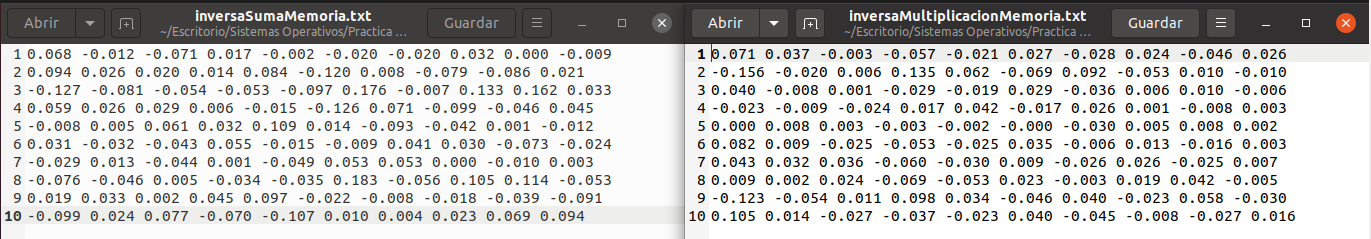 Abrir
inversaSumaMemoria.txt
~/Escritorio/Sistemas Operativos/Practica ...
Guardar
1 0.068 -0.012 -0.071 0.017 -0.002 -0.020 -0.020 0.032 0.000 -0.009
2 0.094 0.026 0.020 0.014 0.084 -0.120 0.008 -0.079 -0.086 0.021
3 -0.127 -0.081 -0.054 -0.053 -0.097 0.176 -0.007 0.133 0.162 0.033
4 0.059 0.026 0.029 0.006 -0.015 -0.126 0.071 -0.099 -0.046 0.045
5 -0.008 0.005 0.061 0.032 0.109 0.014 -0.093 -0.042 0.001 -0.012
6 0.031 -0.032 -0.043 0.055 -0.015 -0.009 0.041 0.030 -0.073 -0.024
7 -0.029 0.013 -0.044 0.001 -0.049 0.053 0.053 0.000 -0.010 0.003
8 -0.076 -0.046 0.005 -0.034 -0.035 0.183 -0.056 0.105 0.114 -0.053
9 0.019 0.033 0.002 0.045 0.097 -0.022 -0.008 -0.018 -0.039 -0.091
10 -0.099 0.024 0.077 -0.070 -0.107 0.010 0.004 0.023 0.069 0.094
Abrir
inversaMultiplicacionMemoria.txt
~/Escritorio/Sistemas Operativos/Practica ...
Guardar
1 0.071 0.037 -0.003 -0.057 -0.021 0.027 -0.028 0.024 -0.046 0.026
2 -0.156 -0.020 0.006 0.135 0.062 -0.069 0.092 -0.053 0.010 -0.010
3 0.040 -0.008 0.001 -0.029 -0.019 0.029 -0.036 0.006 0.010 -0.006
4 -0.023 -0.009 -0.024 0.017 0.042 -0.017 0.026 0.001 -0.008 0.003
5 0.000 0.008 0.003 -0.003 -0.002 -0.000 -0.030 0.005 0.008 0.002
6 0.082 0.009 -0.025 -0.053 -0.025 0.035 -0.006 0.013 -0.016 0.003
7 0.043 0.032 0.036 -0.060 -0.030 0.009 -0.026 0.026 -0.025 0.007
8 0.009 0.002 0.024 -0.069 -0.053 0.023 -0.003 0.019 0.042 -0.005
9 -0.123 -0.054 0.011 0.098 0.034 -0.046 0.040 -0.023 0.058 -0.030
10 0.105 0.014 -0.027 -0.037 -0.023 0.040 -0.045 -0.008 -0.027 0.016